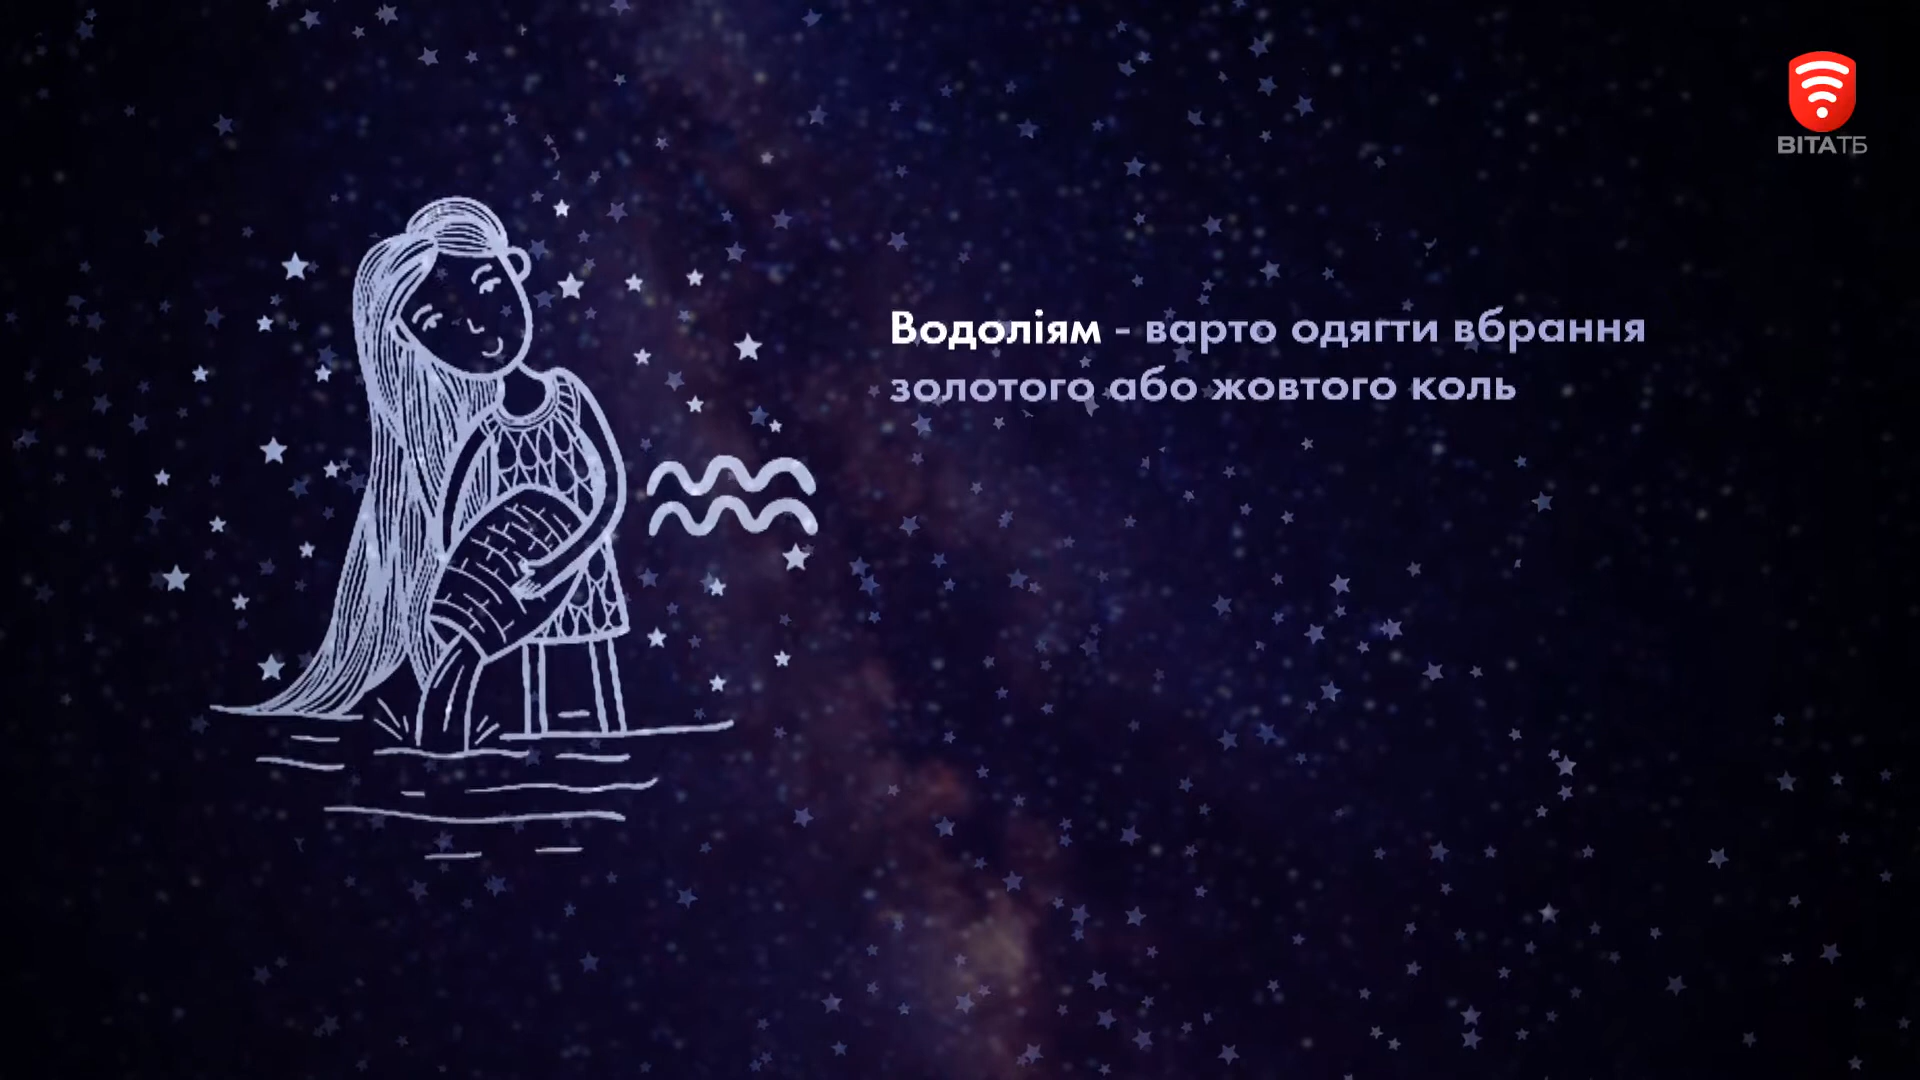 ВІТАТБ
Водоліям - варто одягти вбрання
золотого або жовтого коль